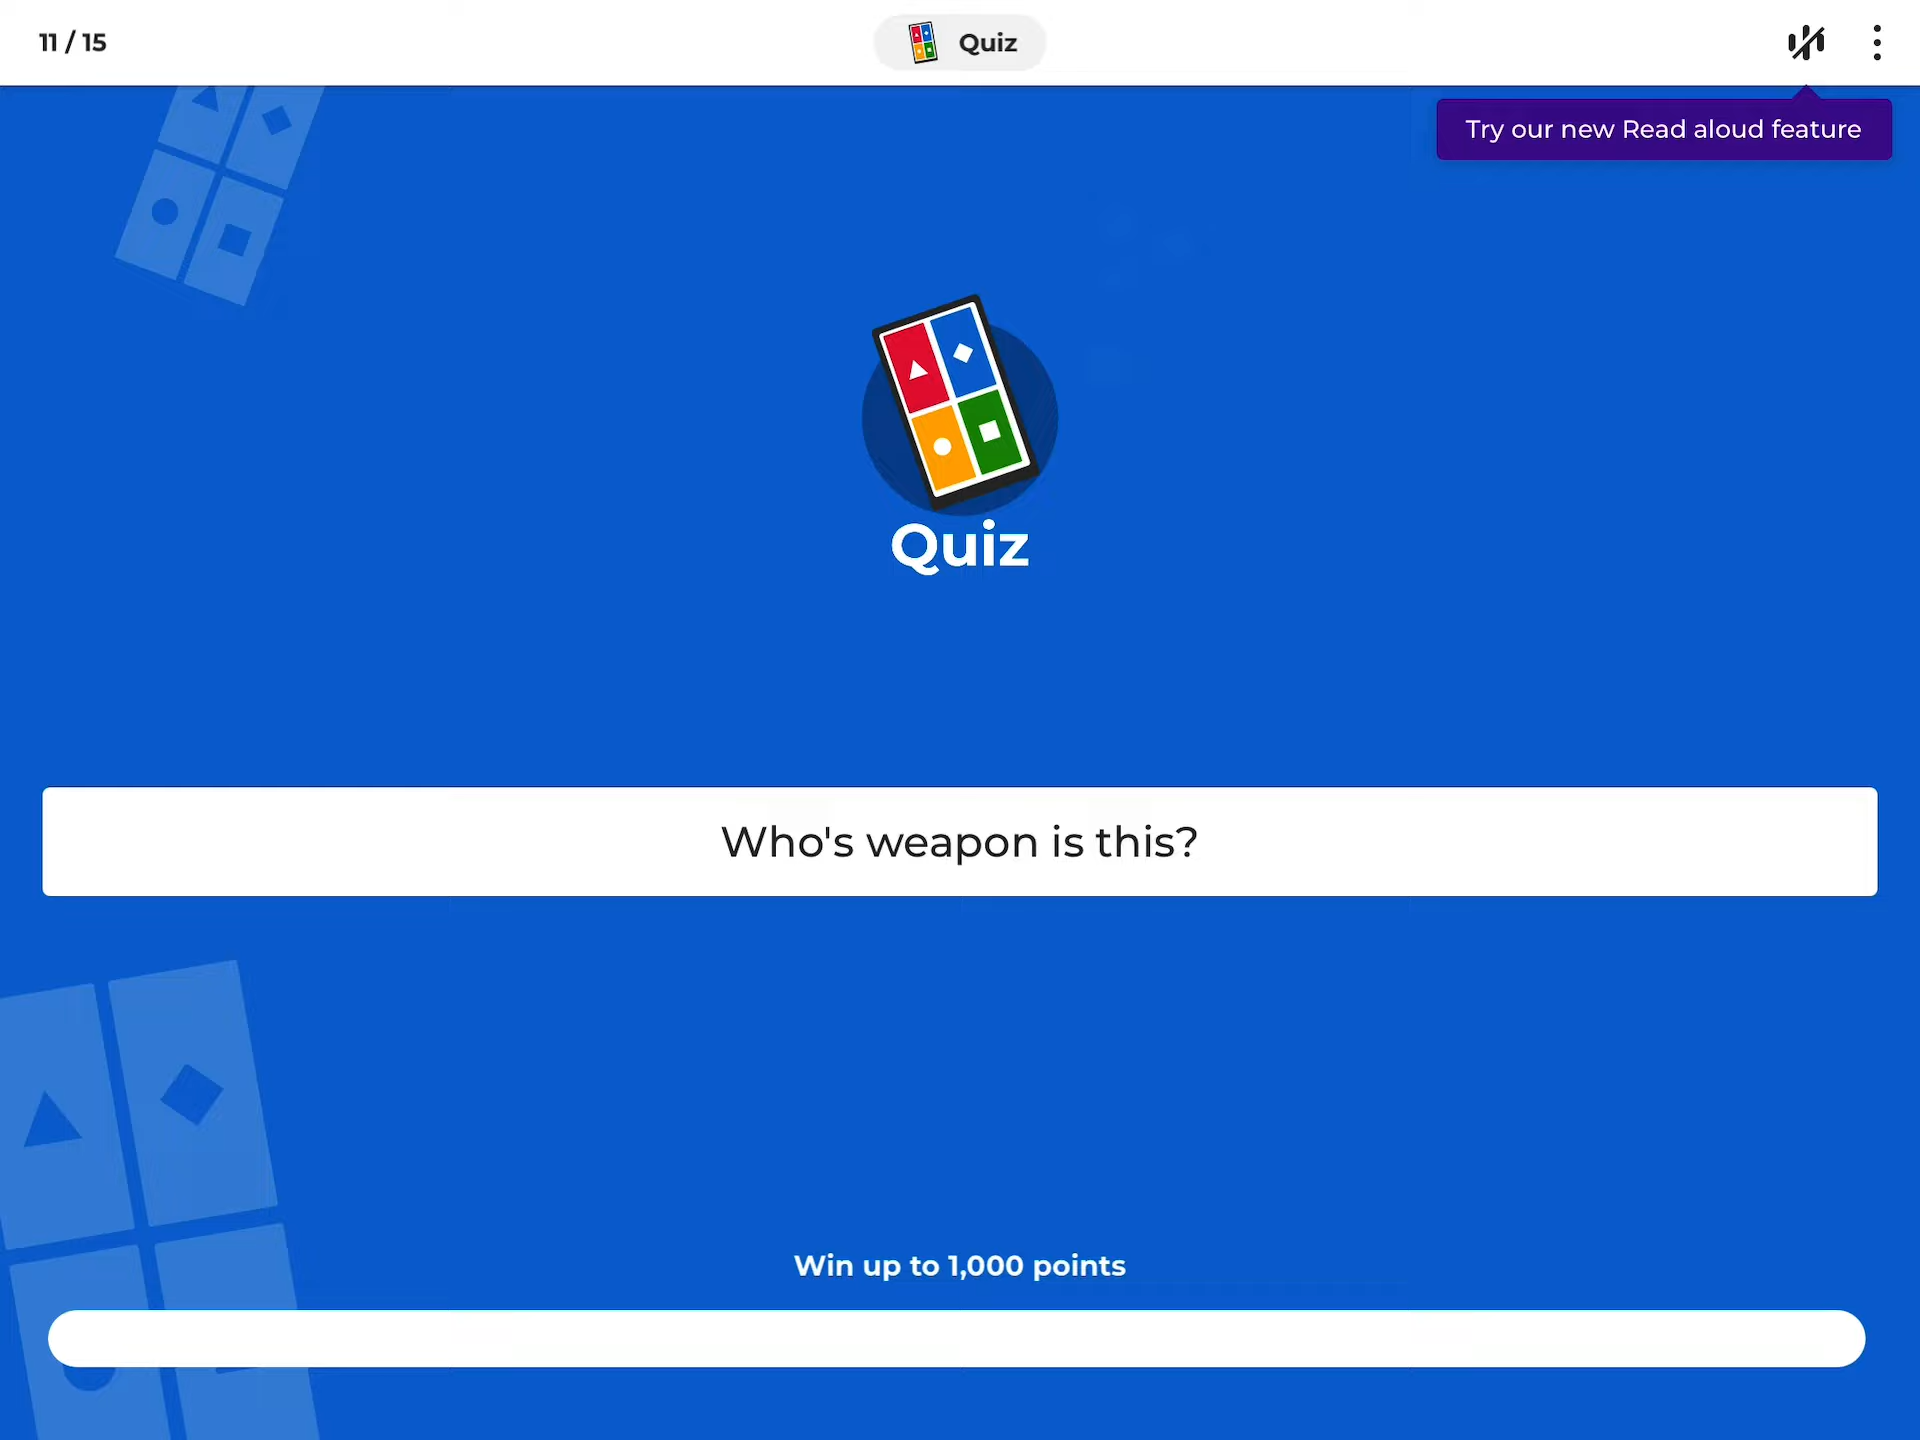 11 / 15
Quiz
Try our new Read aloud feature
Quiz
Who's weapon is this?
Win up to 1,000 points